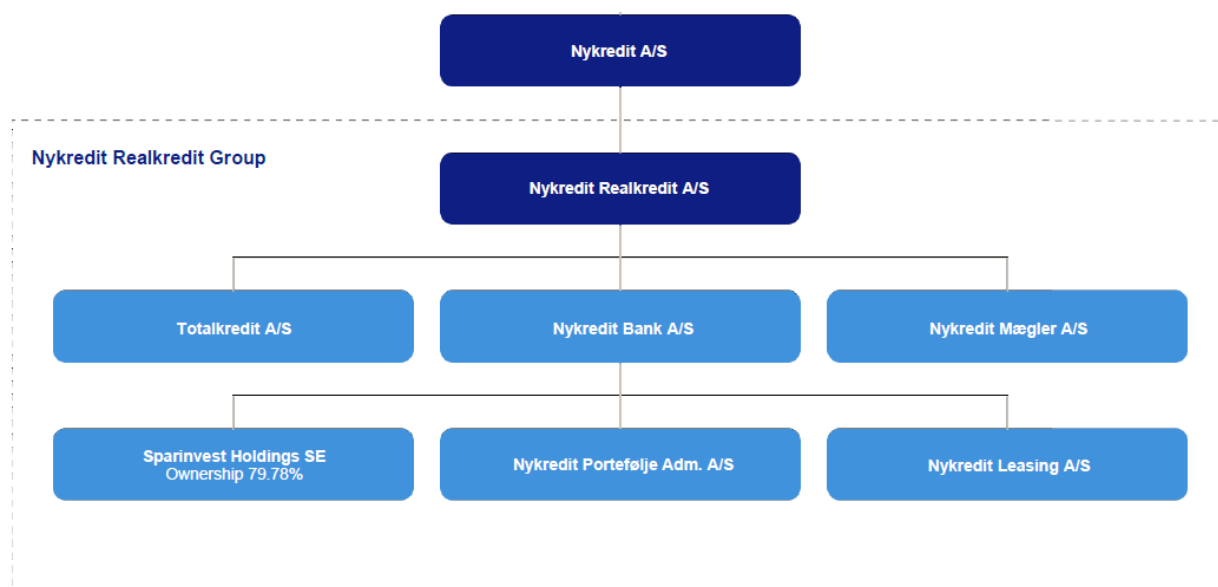 Nykredit A/S
Nykredit Realkredit Group
Nykredit Realkredit A/S
Totalkredit A/S
Nykredit Bank A/S
Nykredit Mægler A/S
Sparinvest Holdings SE
Ownership 79.78%
Nykredit Portefølje Adm. A/S
Nykredit Leasing A/S